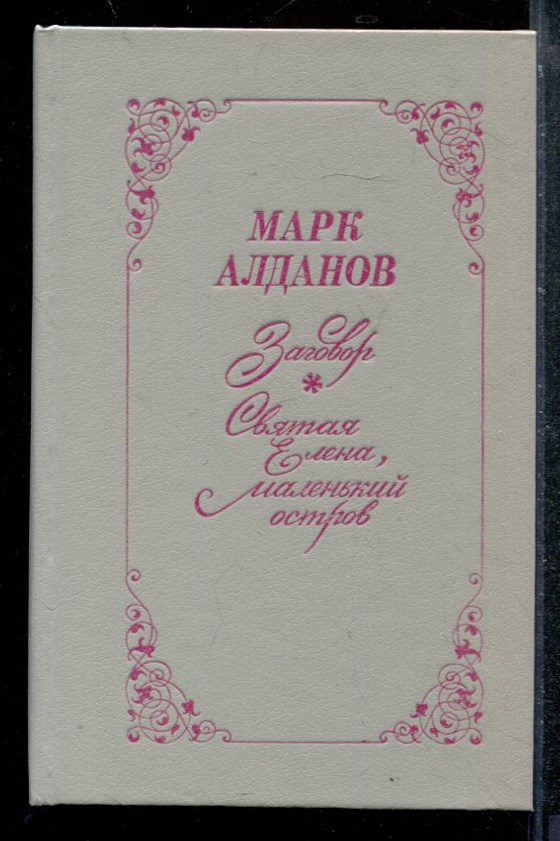 МАРК
АЛДАНОВ
Заговор
*
Святая
Елена,
маленький
остров